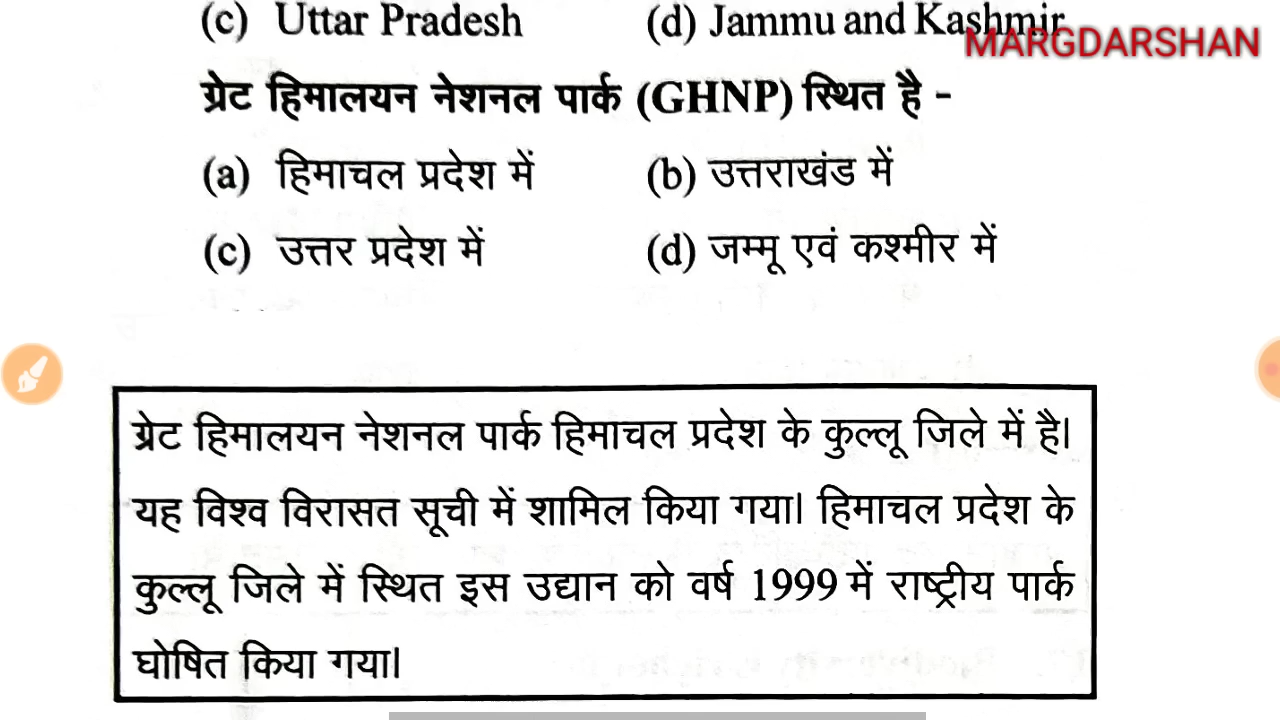 (c) Uttar Pradesh (d) Jammu and Kashmir
MARGDARSHAN
ग्रेट हिमालयन नेशनल पार्क (GHNP) स्थित है -
(a) हिमाचल प्रदेश में (b) उत्तराखंड में
(c) उत्तर प्रदेश में (d) जम्मू एवं कश्मीर में
ग्रेट हिमालयन नेशनल पार्क हिमाचल प्रदेश के कुल्लू जिले में है।
यह विश्व विरासत सूची में शामिल किया गया। हिमाचल प्रदेश के
कुल्लू जिले में स्थित इस उद्यान को वर्ष 1999 में राष्ट्रीय पार्क
घोषित किया गया।